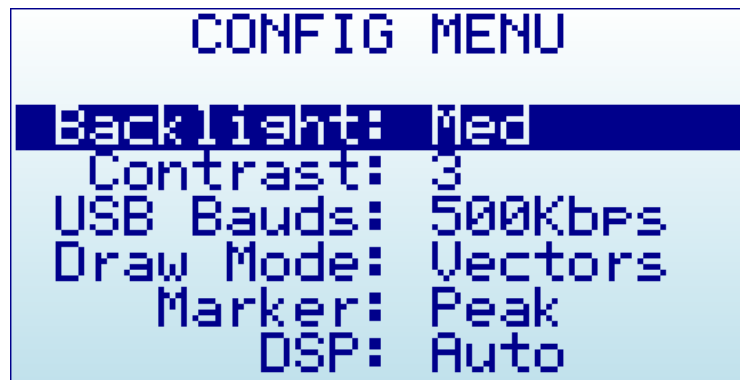 CONFIG MENU
Backlight: Med
Contrast: 3
USB Bauds: 500Kbps
Draw Mode: Vectors
Marker: Peak
DSP: Auto